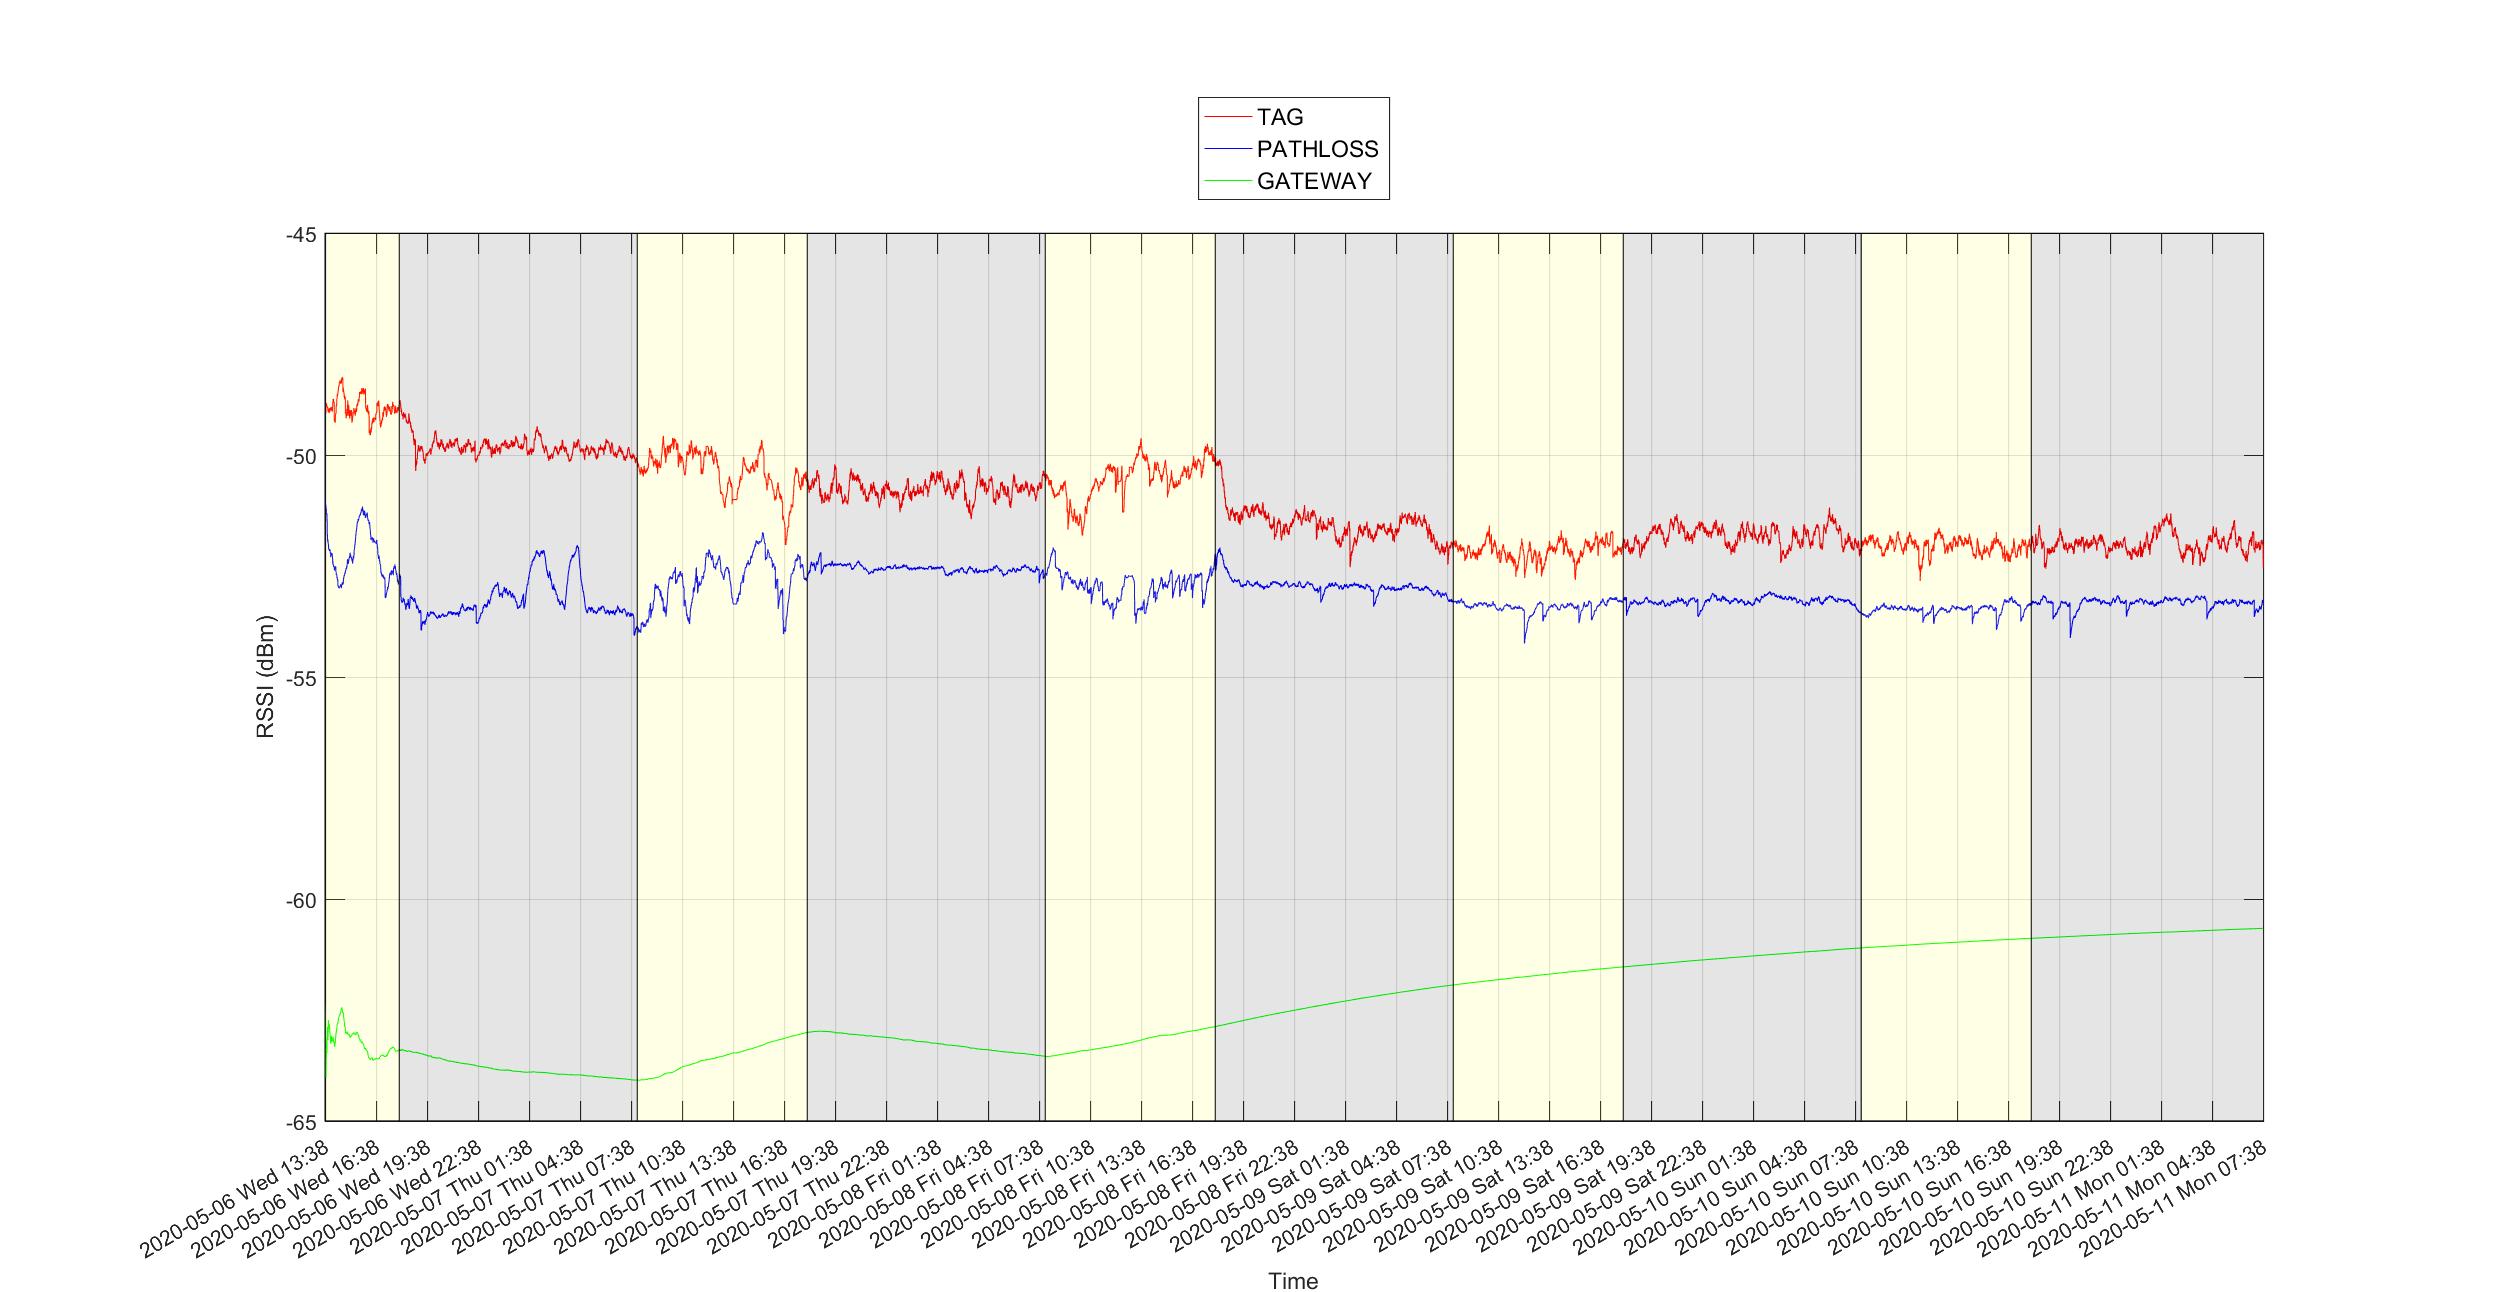 TAG
PATHLOSS
GATEWAY
-45
-50
-55
-60
-65
RSSI (dBm)
2020-05-06 Wed 13:38
2020-05-06 Wed 16:38
2020-05-06 Wed 19:38
2020-05-06 Wed 22:38
2020-05-07 Thu 01:38
2020-05-07 Thu 04:38
2020-05-07 Thu 07:38
2020-05-07 Thu 10:38
2020-05-07 Thu 13:38
2020-05-07 Thu 16:38
2020-05-07 Thu 19:38
2020-05-07 Thu 22:38
2020-05-08 Fri 01:38
2020-05-08 Fri 04:38
2020-05-08 Fri 07:38
2020-05-08 Fri 10:38
2020-05-08 Fri 13:38
2020-05-08 Fri 16:38
2020-05-08 Fri 19:38
2020-05-08 Fri 22:38
2020-05-09 Sat 01:38
2020-05-09 Sat 04:38
2020-05-09 Sat 07:38
2020-05-09 Sat 10:38
2020-05-09 Sat 13:38
2020-05-09 Sat 16:38
2020-05-09 Sat 19:38
2020-05-09 Sat 22:38
2020-05-10 Sun 01:38
2020-05-10 Sun 04:38
2020-05-10 Sun 07:38
2020-05-10 Sun 10:38
2020-05-10 Sun 13:38
2020-05-10 Sun 16:38
2020-05-10 Sun 19:38
2020-05-10 Sun 22:38
2020-05-11 Mon 01:38
2020-05-11 Mon 04:38
2020-05-11 Mon 07:38
Time